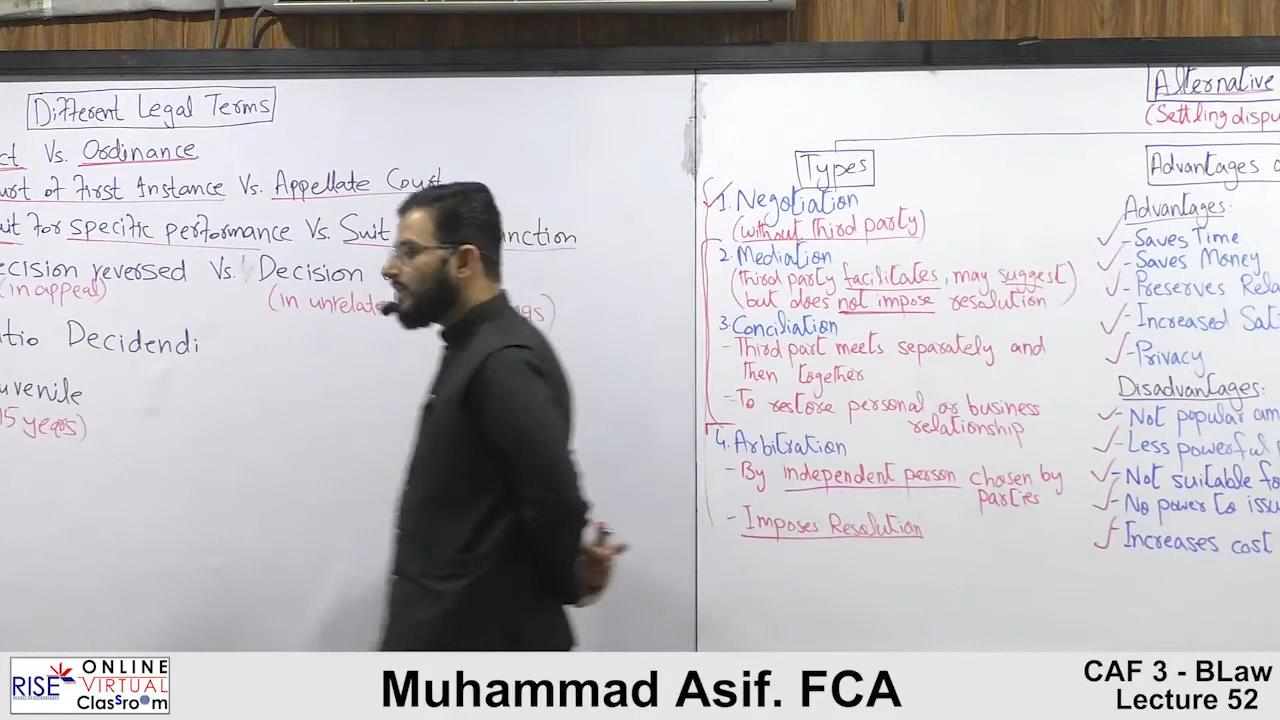 Different Legal Terms
ct Vs. Ordinance
urt of First Instance Vs. Appellate Court
uit for specific performance Vs. Suit nction
ecision reversed Vs. Decision
(in appeal)
(in unrelate gs)
tio Decidendi
uvenile
15 years)
Alternative
(Settling dispu
Types
1. Negotiation
(without Third party)
2. Mediation
(Third party facilitates, may suggest)
but does not impose resolution
3. Conciliation
- Third part meets separately and
then together
- To restore personal or business
relationship
4. Arbitration
- By independent person chosen by
parties
- Imposes Resolution
Advantages
Advantages:
- Saves Time
- Saves Money
- Preserves Rela
- Increased Sat
- Privacy
Disadvantages:
- Not popular am
- Less powerful
- Not suitable fo
- No power to issu
- Increases cost
RISE ONLINE
VIRTUAL
Classroom
Muhammad Asif. FCA
CAF 3 - BLaw
Lecture 52